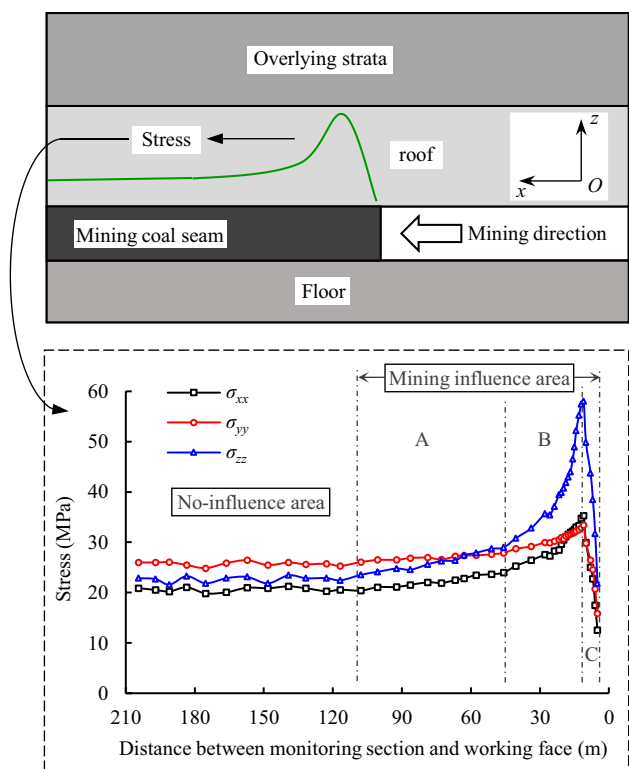 Overlying strata
Stress
roof
z
x
O
Mining coal seam
Mining direction
Floor
60
50
40
30
20
10
0
Stress (MPa)
σxx
σyy
σzz
Mining influence area
A
B
No-influence area
C
210
180
150
120
90
60
30
0
Distance between monitoring section and working face (m)